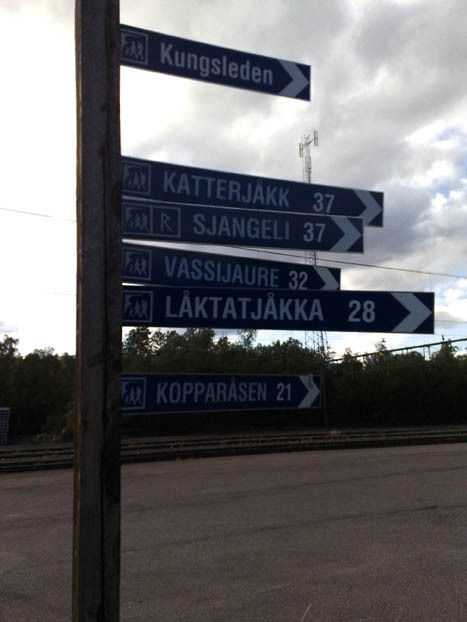 Kungsleden
KATTERJÅKK 37
R SJANGELI 37
VASSIJAURE 32
LÅKTATJÅKKA 28
KOPPARÅSEN 21